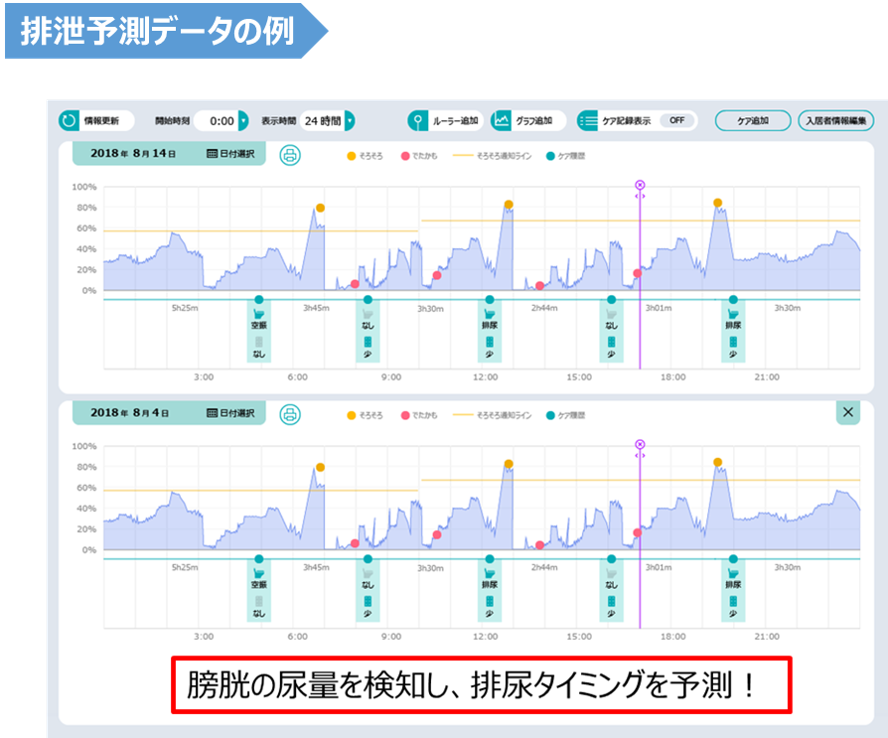 排泄予測データの例
情報更新 開始時刻 0:00 表示時間 24時間 ルーラー追加 グラフ追加 ケア記録表示 OFF ケア追加 入居者情報編集
2018年 8月14日 日付選択 そろそろ でたかも そろそろ通知ライン ケア履歴
100%
80%
60%
40%
20%
0%
5h25m 3h45m 3h30m 2h44m 3h01m 3h30m
空振 なし 排尿 なし 排尿
なし 少 少 少 少
3:00 6:00 9:00 12:00 15:00 18:00 21:00
2018年 8月4日 日付選択 そろそろ でたかも そろそろ通知ライン ケア履歴
100%
80%
60%
40%
20%
0%
5h25m 3h45m 3h30m 2h44m 3h01m 3h30m
空振 なし 排尿 なし 排尿
なし 少 少 少 少
3:00 6:00 9:00 12:00 15:00 18:00 21:00
膀胱の尿量を検知し、排尿タイミングを予測！